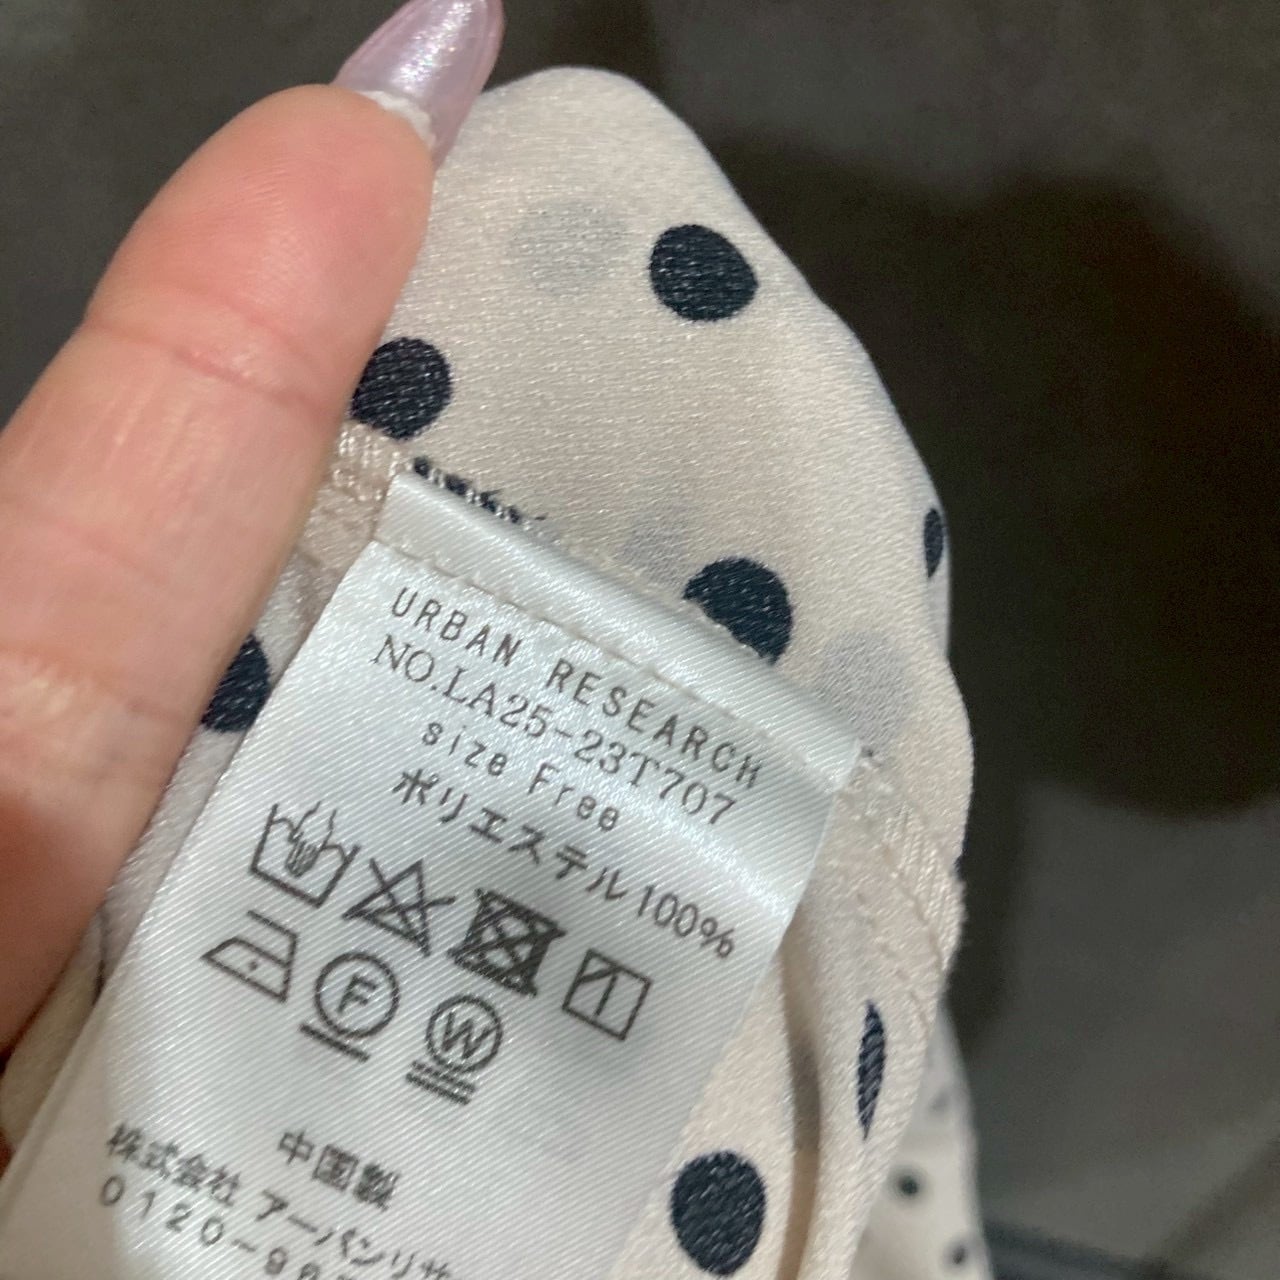 URBAN RESEARCH
NO.LA25-23T707
size Free
ポリエステル100%
F
W
中国製
株式会社 アーバンリサ
0120-9